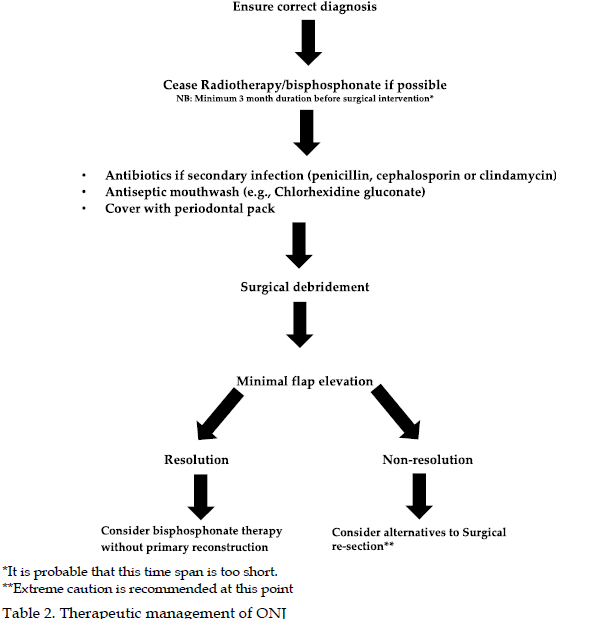 Ensure correct diagnosis
Cease Radiotherapy/bisphosphonate if possible
NB: Minimum 3 month duration before surgical intervention*
• Antibiotics if secondary infection (penicillin, cephalosporin or clindamycin)
• Antiseptic mouthwash (e.g., Chlorhexidine gluconate)
• Cover with periodontal pack
Surgical debridement
Minimal flap elevation
Resolution
Non-resolution
Consider bisphosphonate therapy
without primary reconstruction
Consider alternatives to Surgical
re-section**
*It is probable that this time span is too short.
**Extreme caution is recommended at this point
Table 2. Therapeutic management of ONJ